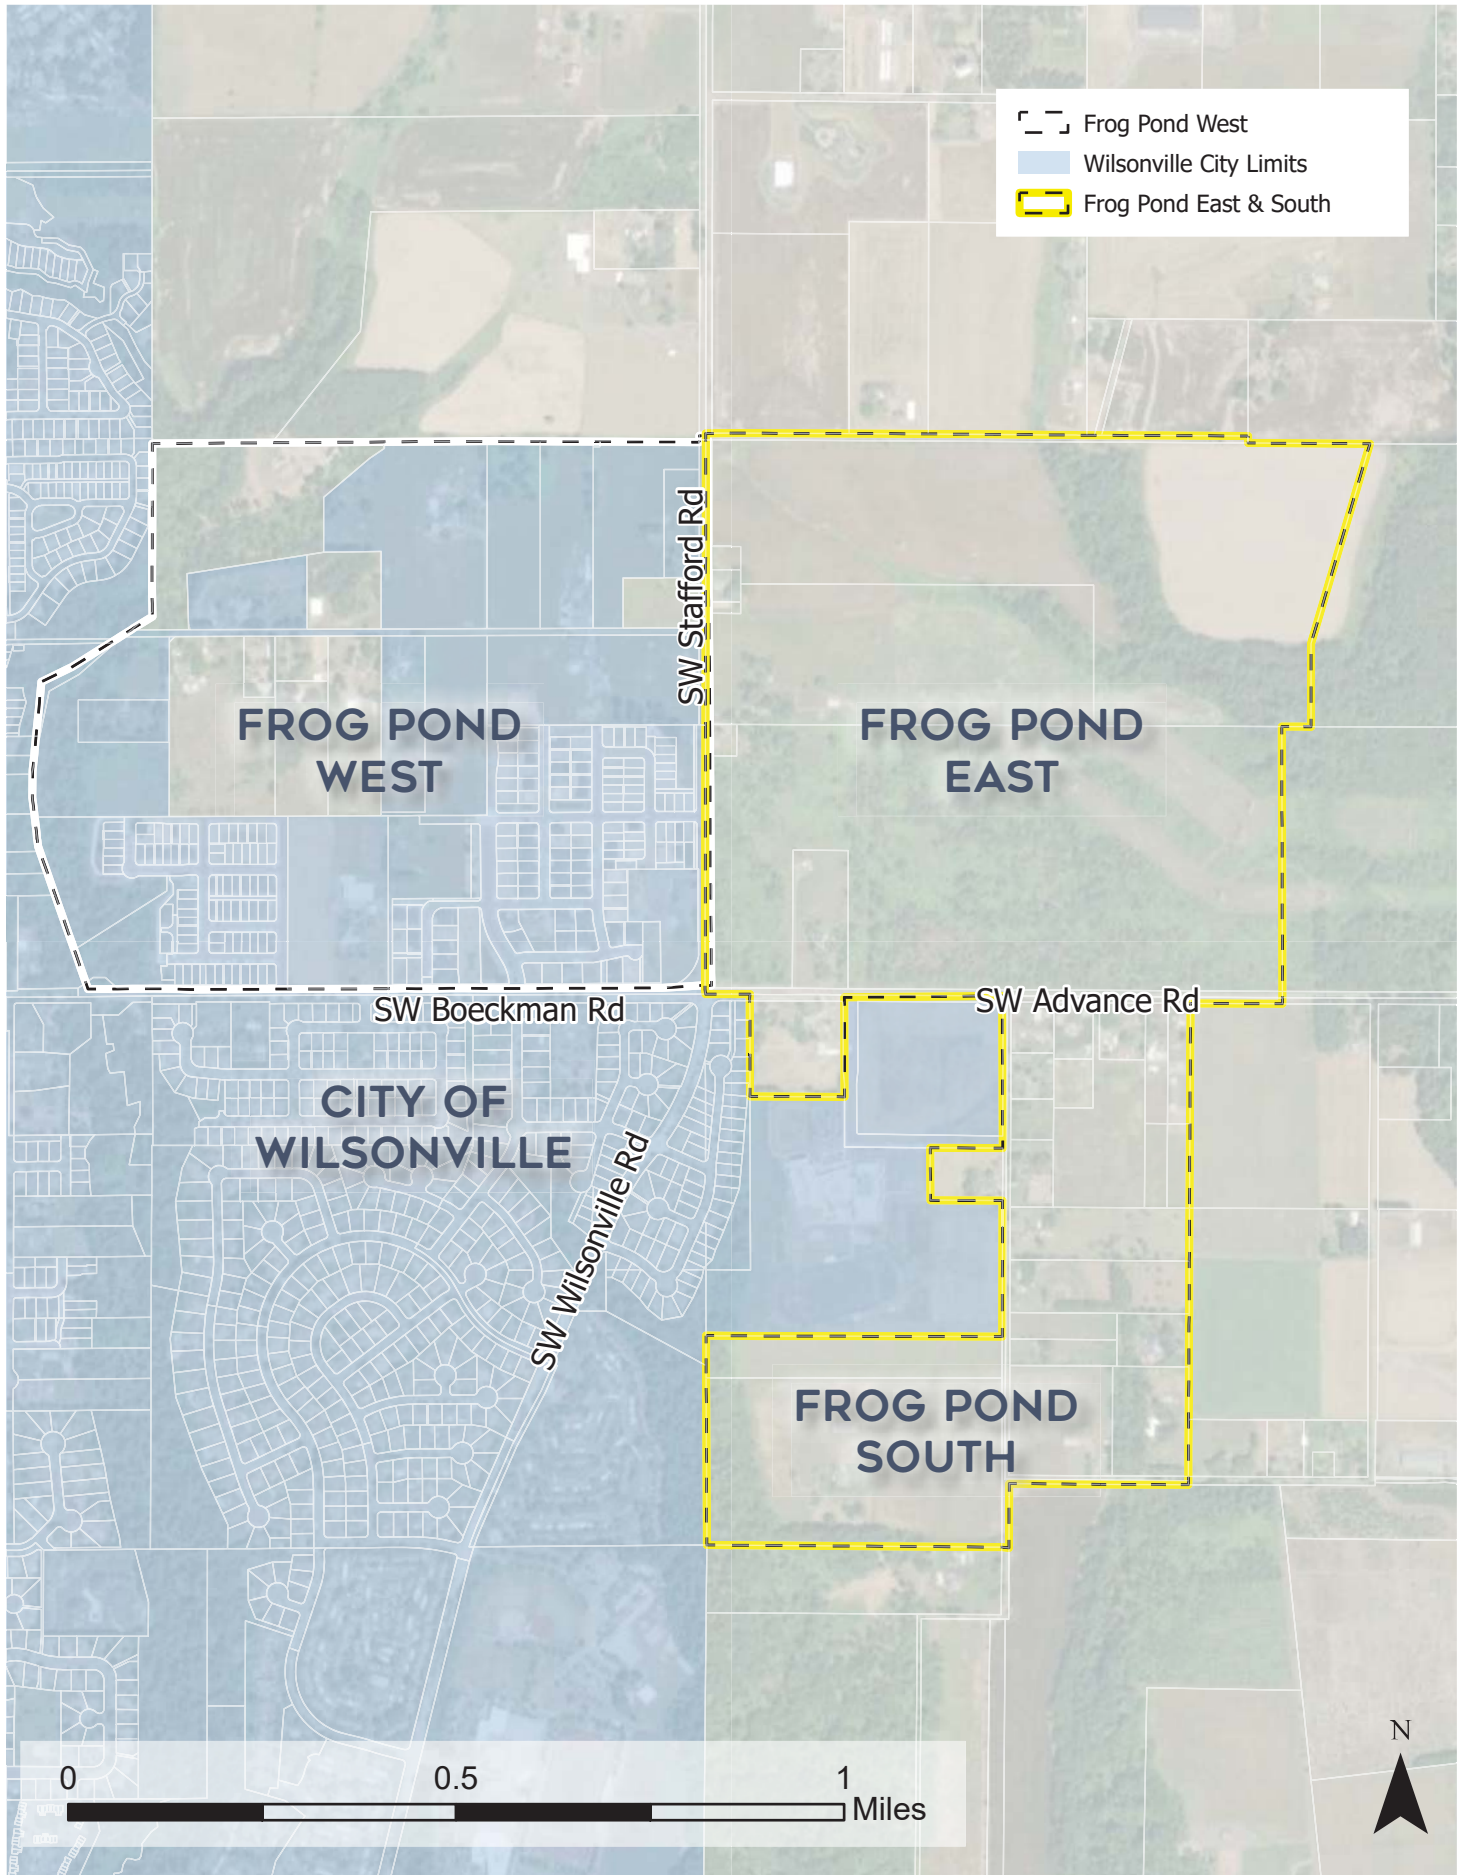 Frog Pond West
Wilsonville City Limits
Frog Pond East & South
SW Stafford Rd
FROG POND
WEST
FROG POND
EAST
SW Boeckman Rd
SW Advance Rd
CITY OF
WILSONVILLE
SW Wilsonville Rd
FROG POND
SOUTH
N
0 0.5 1
Miles